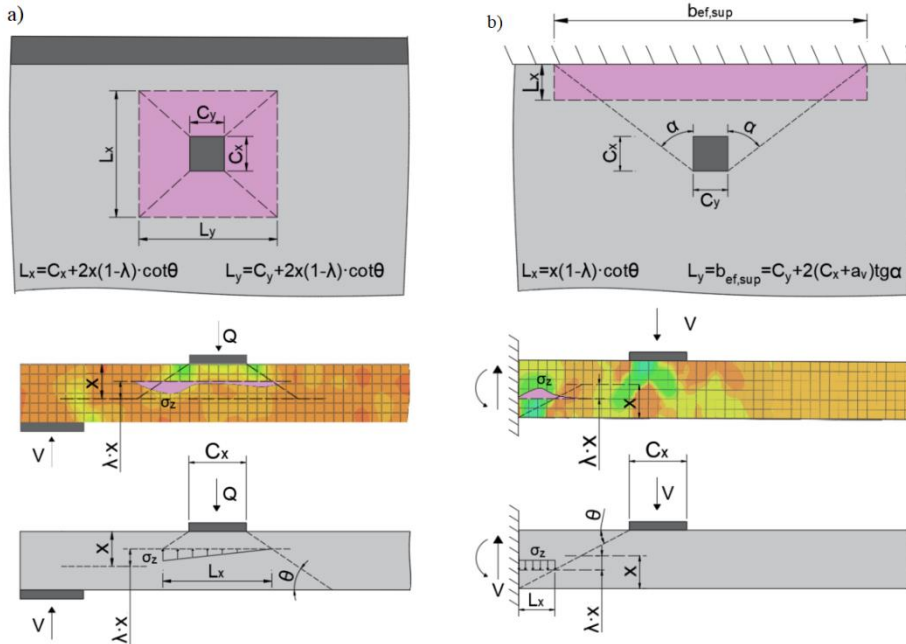 a)
C_y
C_x
L_x
L_y
L_x=C_x+2x(1-λ)·cotθ L_y=C_y+2x(1-λ)·cotθ
Q
x
σ_z
V
λ·x
C_x
Q
x
σ_z
L_x
θ
V
λ·x
b)
b_ef,sup
L_x
α α
C_x
C_y
L_x=x(1-λ)·cotθ L_y=b_ef,sup=C_y+2(C_x+a_v)tgα
V
σ_z
x
λ·x
C_x
V
θ
σ_z
x
V
L_x
λ·x